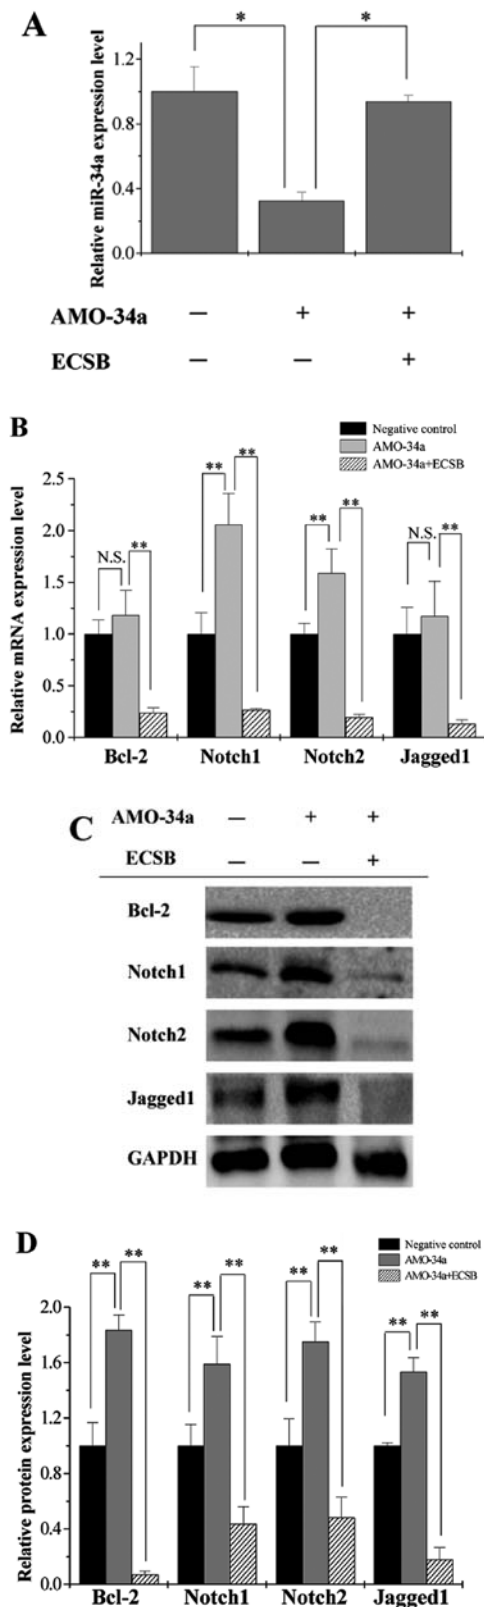 A
Relative miR-34a expression level
* *
1.2
0.8
0.4
0.0
AMO-34a − + +
ECSB − − +
B
Negative control
AMO-34a
AMO-34a+ECSB
Relative mRNA expression level
2.5
2.0
1.5
1.0
0.5
0.0
N.S. ** ** ** ** ** N.S. **
Bcl-2 Notch1 Notch2 Jagged1
C
AMO-34a − + +
ECSB − − +
Bcl-2
Notch1
Notch2
Jagged1
GAPDH
D
Negative control
AMO-34a
AMO-34a+ECSB
Relative protein expression level
2.0
1.6
1.2
0.8
0.4
0.0
** ** ** ** ** ** ** **
Bcl-2 Notch1 Notch2 Jagged1